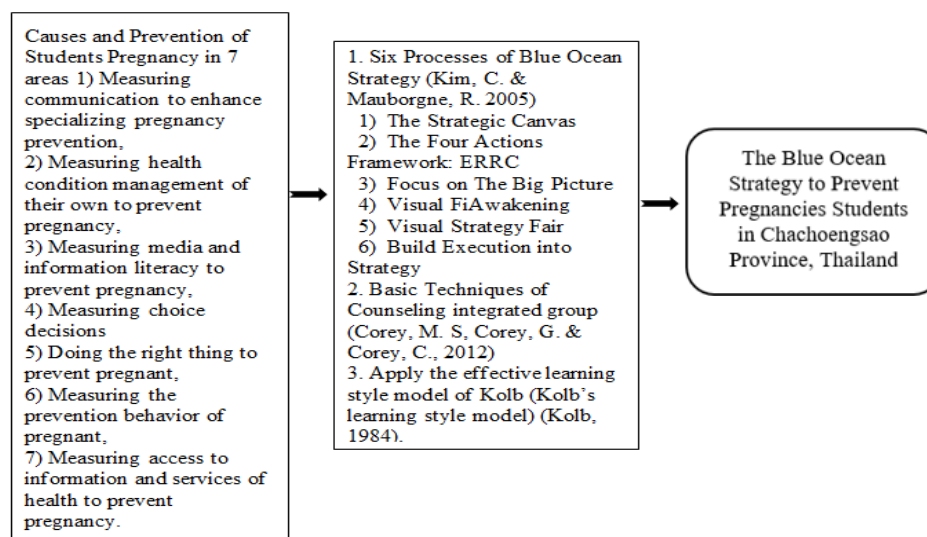 Causes and Prevention of
Students Pregnancy in 7
areas 1) Measuring
communication to enhance
specializing pregnancy
prevention,
2) Measuring health
condition management of
their own to prevent
pregnancy,
3) Measuring media and
information literacy to
prevent pregnancy,
4) Measuring choice
decisions
5) Doing the right thing to
prevent pregnant,
6) Measuring the
prevention behavior of
pregnant,
7) Measuring access to
information and services of
health to prevent
pregnancy.
1. Six Processes of Blue Ocean
Strategy (Kim, C. &
Mauborgne, R. 2005)
1) The Strategic Canvas
2) The Four Actions
Framework: ERRC
3) Focus on The Big Picture
4) Visual FiAwakening
5) Visual Strategy Fair
6) Build Execution into
Strategy
2. Basic Techniques of
Counseling integrated group
(Corey, M. S, Corey, G. &
Corey, C., 2012)
3. Apply the effective learning
style model of Kolb (Kolb's
learning style model) (Kolb,
1984).
The Blue Ocean
Strategy to Prevent
Pregnancies Students
in Chachoengsao
Province, Thailand